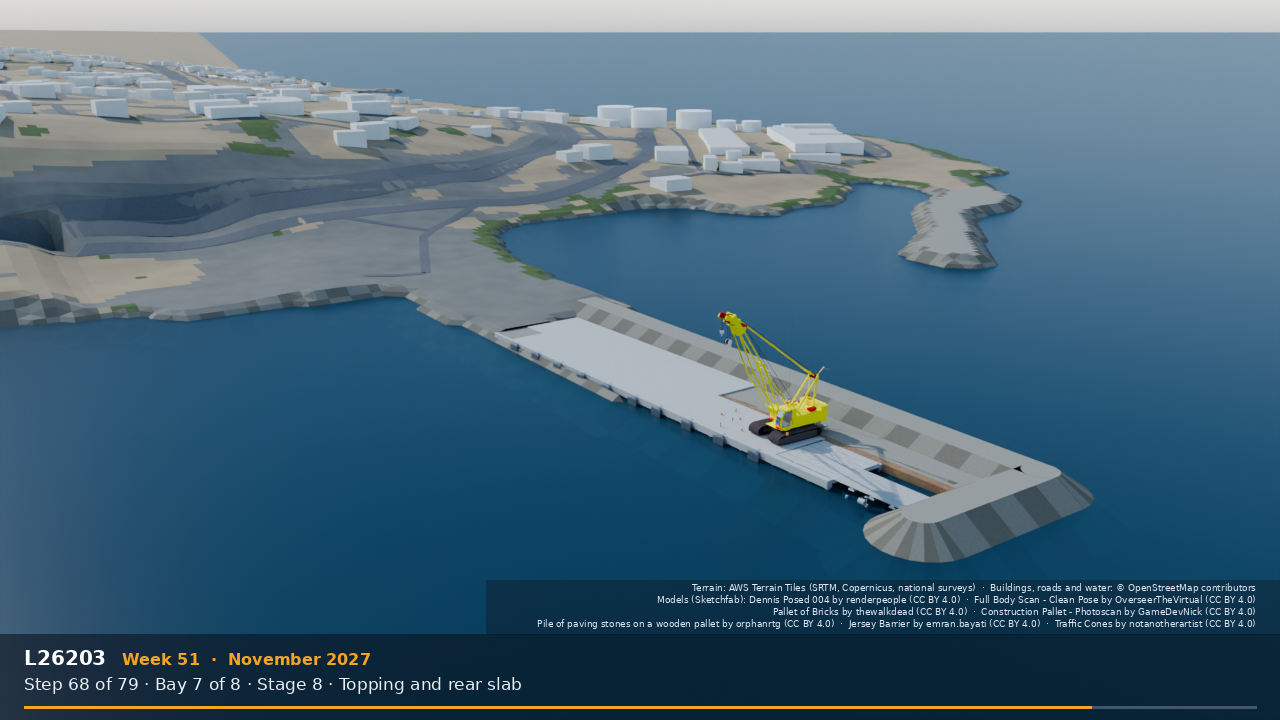 Terrain: AWS Terrain Tiles (SRTM, Copernicus, national surveys)  ·  Buildings, roads and water: © OpenStreetMap contributors
Models (Sketchfab): Dennis Posed 004 by renderpeople (CC BY 4.0)  ·  Full Body Scan - Clean Pose by OverseerTheVirtual (CC BY 4.0)
Pallet of Bricks by thewalkdead (CC BY 4.0)  ·  Construction Pallet - Photoscan by GameDevNick (CC BY 4.0)
Pile of paving stones on a wooden pallet by orphanrtg (CC BY 4.0)  ·  Jersey Barrier by emran.bayati (CC BY 4.0)  ·  Traffic Cones by notanotherartist (CC BY 4.0)
L26203 Week 51 · November 2027
Step 68 of 79 · Bay 7 of 8 · Stage 8 · Topping and rear slab